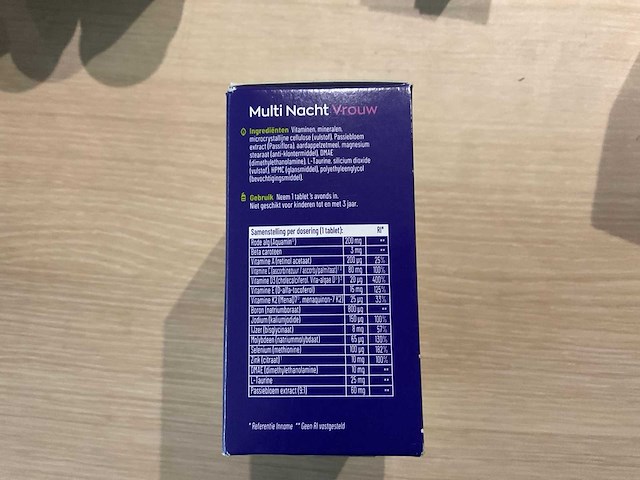 Multi Nacht Vrouw
Ingrediënten Vitaminen, mineralen,
microcrystallijne cellulose (vulstof), Passiebloem
extract (Passiflora), aardappelzetmeel, magnesium
stearaat (anti-klontermiddel), DMAE
(dimethylethanolamine), L-Taurine, silicium dioxide
(vulstof), HPMC (glansmiddel), polyethyleenglycol
(bevochtigingsmiddel).
Gebruik Neem 1 tablet 's avonds in.
Niet geschikt voor kinderen tot en met 3 jaar.
Samenstelling per dosering (1 tablet): RI*
Rode alg (Aquamin) 200 mg **
Beta caroteen 3 mg **
Vitamine A (retinol acetaat) 200 µg 25%
Vitamine C (ascorbinezuur / ascorbylpalmitaat) 80 mg 100%
Vitamine D3 (cholecalciferol, Vita-algae D) 20 µg 400%
Vitamine E (D-alfa-tocoferol) 15 mg 125%
Vitamine K2 (MenaQ7, menaquinon-7 K2) 25 µg 33%
Boron (natriumboraat) 800 µg **
Jodium (kaliumjodide) 150 µg 100%
IJzer (bisglycinaat) 8 mg 57%
Molybdeen (natriummolybdaat) 65 µg 130%
Selenium (methionine) 100 µg 182%
Zink (citraat) 10 mg 100%
DMAE (dimethylethanolamine) 10 mg **
L-Taurine 25 mg **
Passiebloem extract (9:1) 60 mg **
* Referentie Inname ** Geen RI vastgesteld